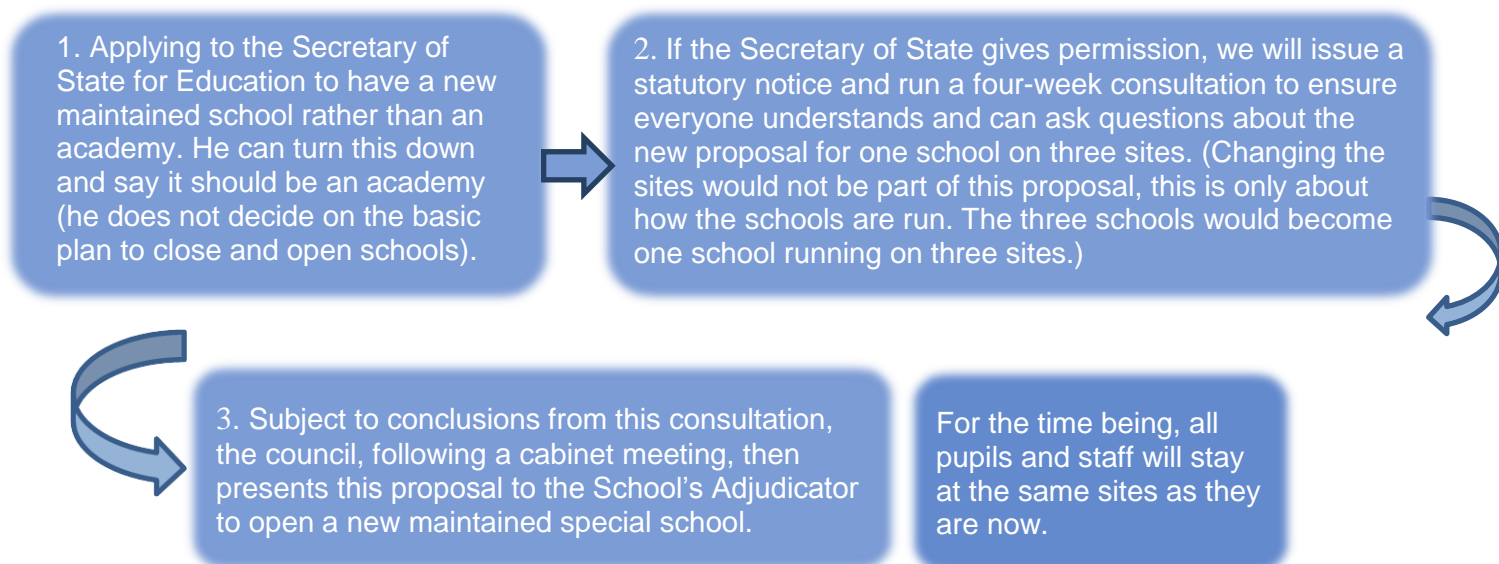 1. Applying to the Secretary of
State for Education to have a new
maintained school rather than an
academy. He can turn this down
and say it should be an academy
(he does not decide on the basic
plan to close and open schools).
2. If the Secretary of State gives permission, we will issue a
statutory notice and run a four-week consultation to ensure
everyone understands and can ask questions about the
new proposal for one school on three sites. (Changing the
sites would not be part of this proposal, this is only about
how the schools are run. The three schools would become
one school running on three sites.)
3. Subject to conclusions from this consultation,
the council, following a cabinet meeting, then
presents this proposal to the School's Adjudicator
to open a new maintained special school.
For the time being, all
pupils and staff will stay
at the same sites as they
are now.